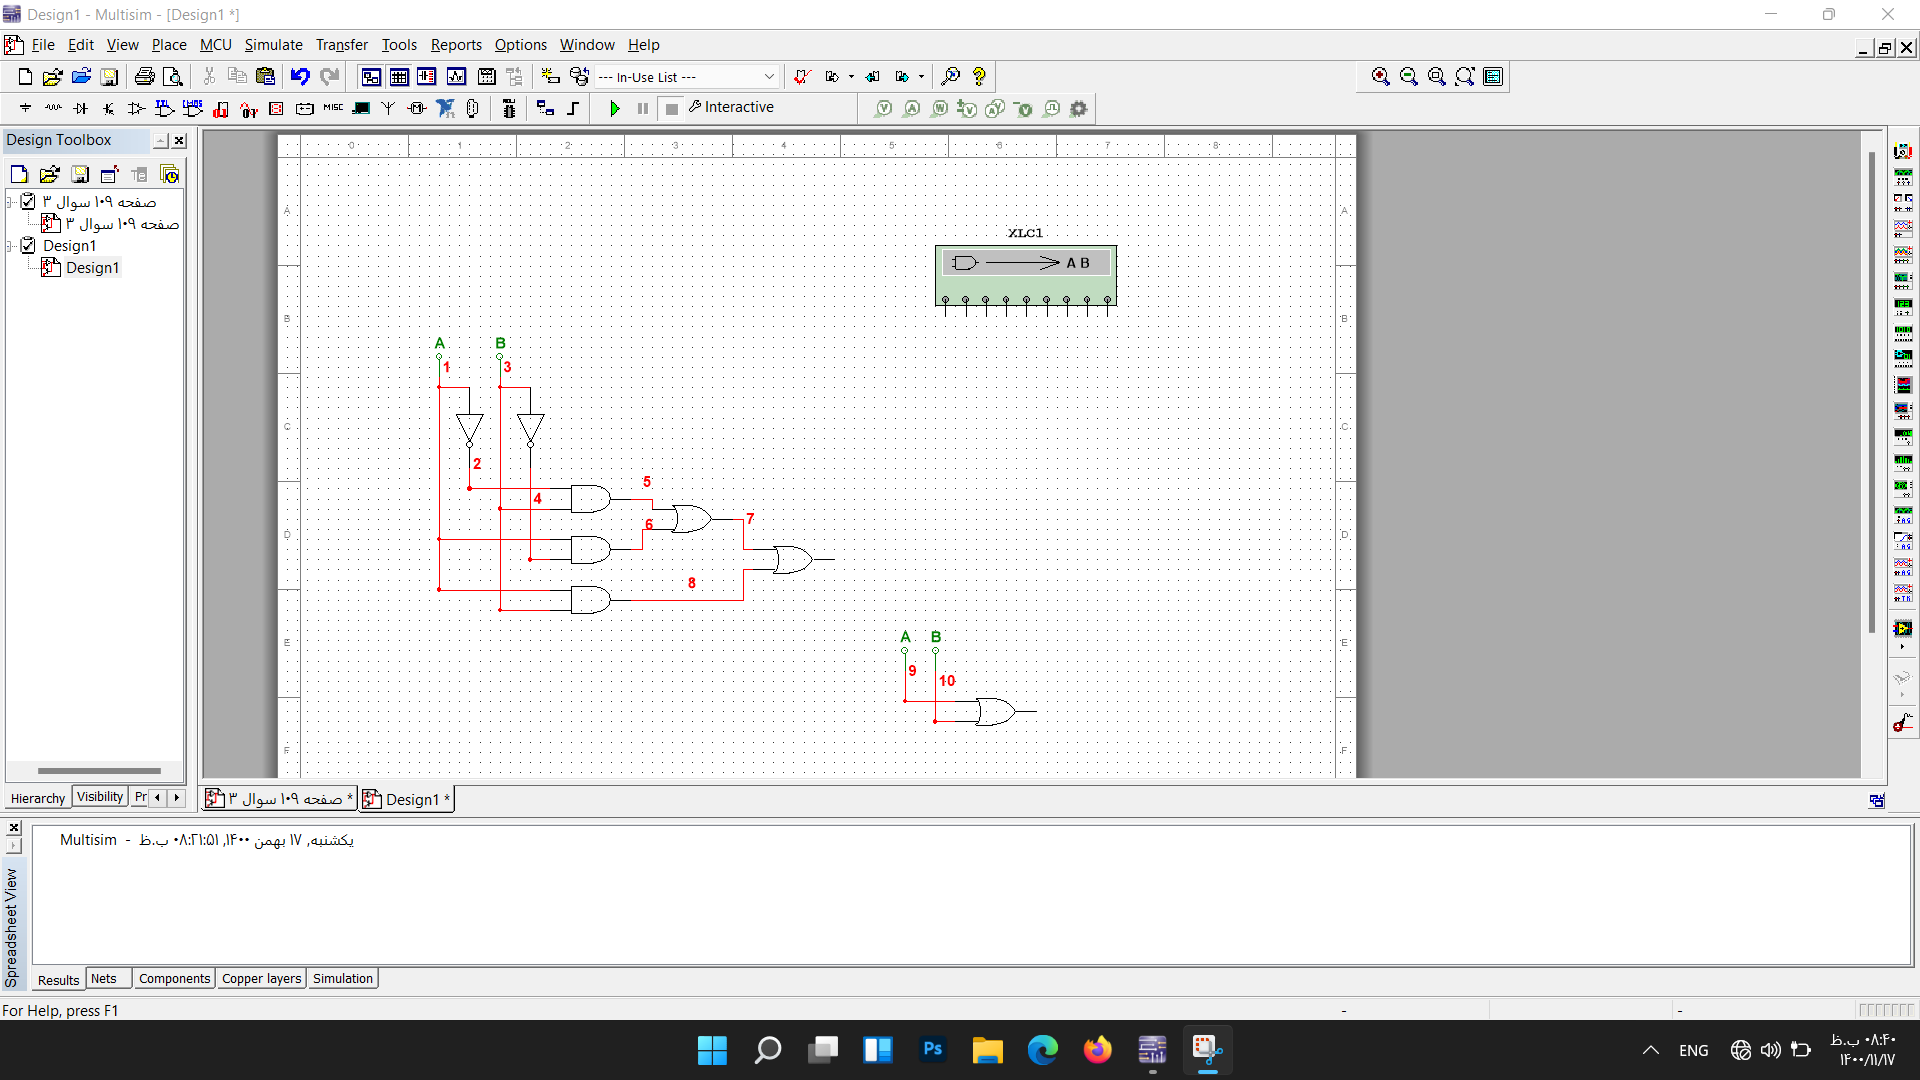 Design1 - Multisim - [Design1 *]
File Edit View Place MCU Simulate Transfer Tools Reports Options Window Help
--- In-Use List ---
MISC Interactive
Design Toolbox
صفحه ۱۰۹ سوال ۳
صفحه ۱۰۹ سوال ۳
Design1
Design1
0 1 2 3 4 5 6 7 8
A A
XLC1
A B
B B
A B
1 3
C C
2
5
4
6 7
D D
8
A B
E E
9
10
F F
Hierarchy Visibility Pr
صفحه ۱۰۹ سوال ۳ * Design1 *
Multisim - یکشنبه, ۱۷ بهمن ۱۴۰۰, ۰۸:۲۱:۵۱ ب.ظ
Spreadsheet View
Results Nets Components Copper layers Simulation
For Help, press F1 - -
Ps ENG
۰۸:۴۰ ب.ظ
۱۴۰۰/۱۱/۱۷